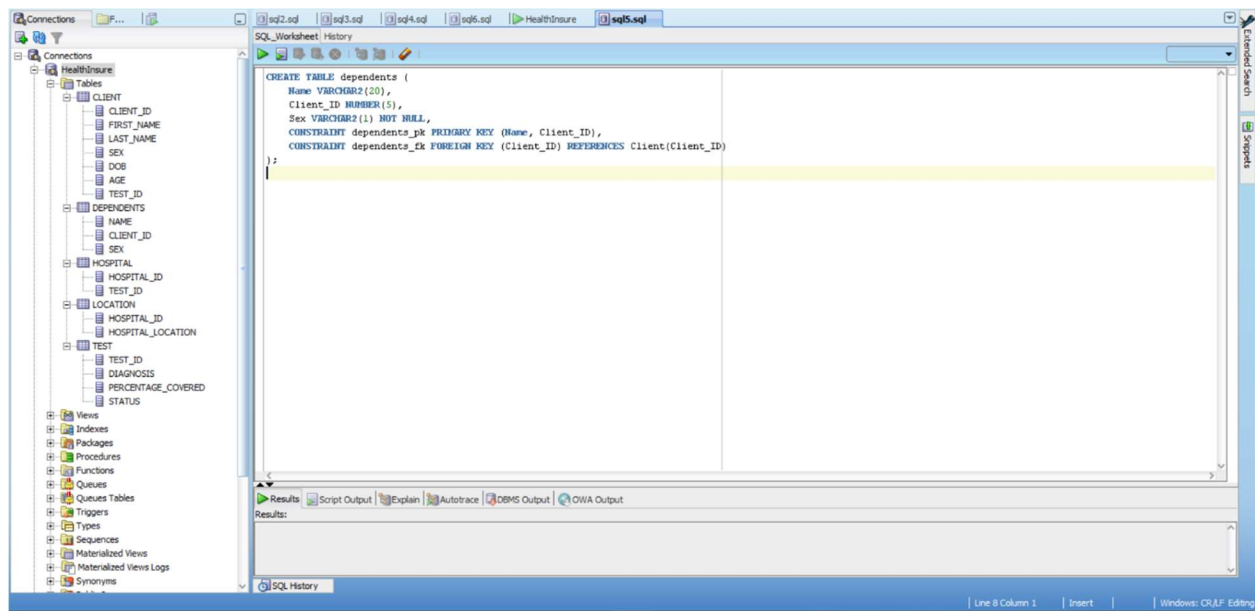 Connections
F...
sql2.sql
sql3.sql
sql4.sql
sql6.sql
HealthInsure
sql5.sql
SQL_Worksheet History
Connections
HealthInsure
Tables
CLIENT
CLIENT_ID
FIRST_NAME
LAST_NAME
SEX
DOB
AGE
TEST_ID
DEPENDENTS
NAME
CLIENT_ID
SEX
HOSPITAL
HOSPITAL_ID
TEST_ID
LOCATION
HOSPITAL_ID
HOSPITAL_LOCATION
TEST
TEST_ID
DIAGNOSIS
PERCENTAGE_COVERED
STATUS
Views
Indexes
Packages
Procedures
Functions
Queues
Queues Tables
Triggers
Types
Sequences
Materialized Views
Materialized Views Logs
Synonyms
CREATE TABLE dependents (
Name VARCHAR2(20),
Client_ID NUMBER(5),
Sex VARCHAR2(1) NOT NULL,
CONSTRAINT dependents_pk PRIMARY KEY (Name, Client_ID),
CONSTRAINT dependents_fk FOREIGN KEY (Client_ID) REFERENCES Client(Client_ID)
);
Results
Script Output
Explain
Autotrace
DBMS Output
OWA Output
Results:
SQL History
Extended Search
Snippets
Line 8 Column 1
Insert
Windows: CR/LF Editing